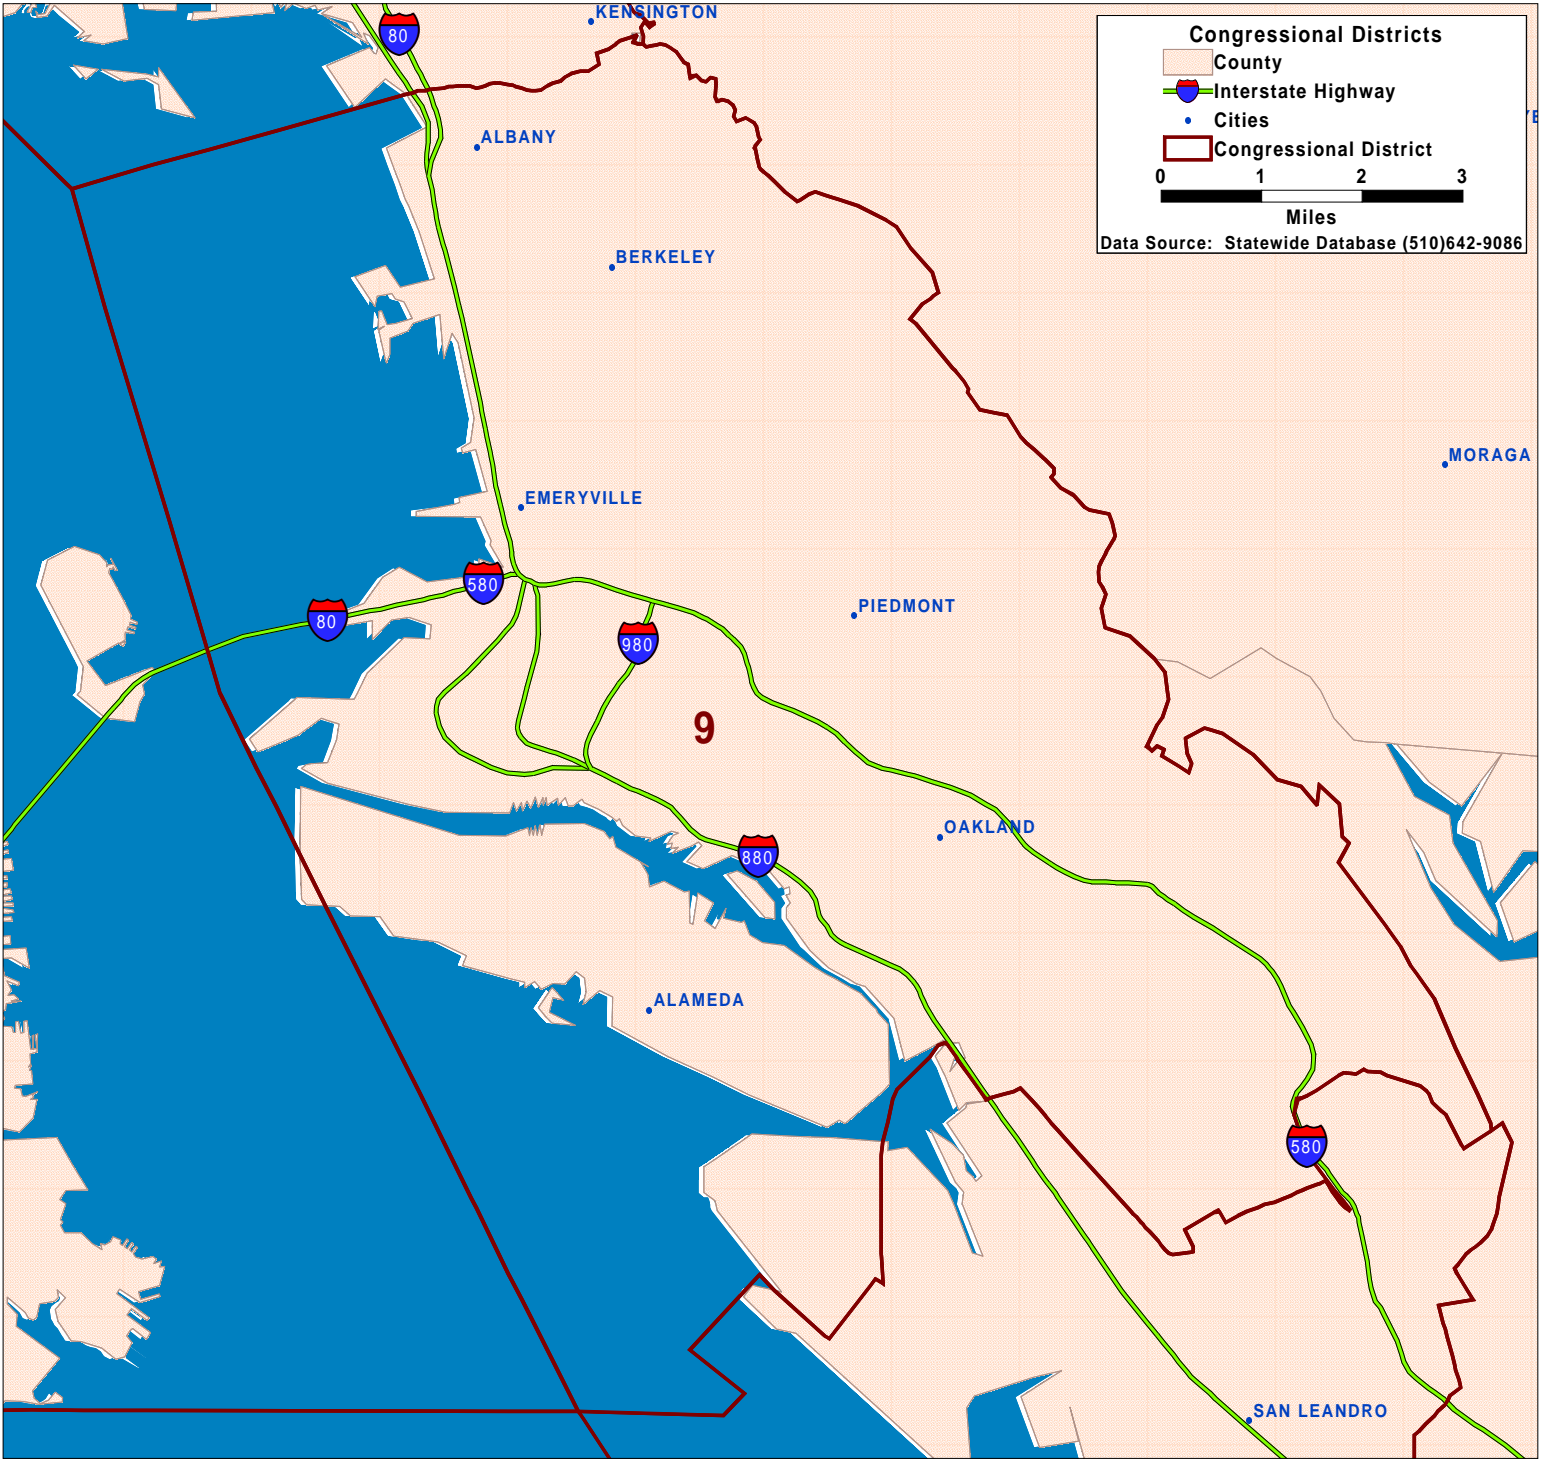 KENSINGTON
80
Congressional Districts
County
Interstate Highway
Cities
Congressional District
0 1 2 3
Miles
Data Source: Statewide Database (510)642-9086
ALBANY
BERKELEY
MORAGA
EMERYVILLE
580
80
PIEDMONT
980
9
OAKLAND
880
ALAMEDA
580
SAN LEANDRO